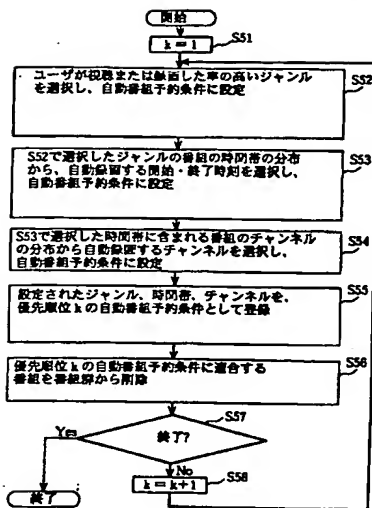 開始
k = 1
S51
ユーザが視聴または録画した率の高いジャンル
を選択し、自動番組予約条件に設定
S52
S52で選択したジャンルの番組の時間帯の分布
から、自動録画する開始・終了時刻を選択し、
自動番組予約条件に設定
S53
S53で選択した時間帯に含まれる番組のチャンネル
の分布から自動録画するチャンネルを選択し、
自動番組予約条件に設定
S54
設定されたジャンル、時間帯、チャンネルを、
優先順位kの自動番組予約条件として登録
S55
優先順位kの自動番組予約条件に適合する
番組を番組群から削除
S56
終了?
S57
Yes
No
k = k+1
S58
終了